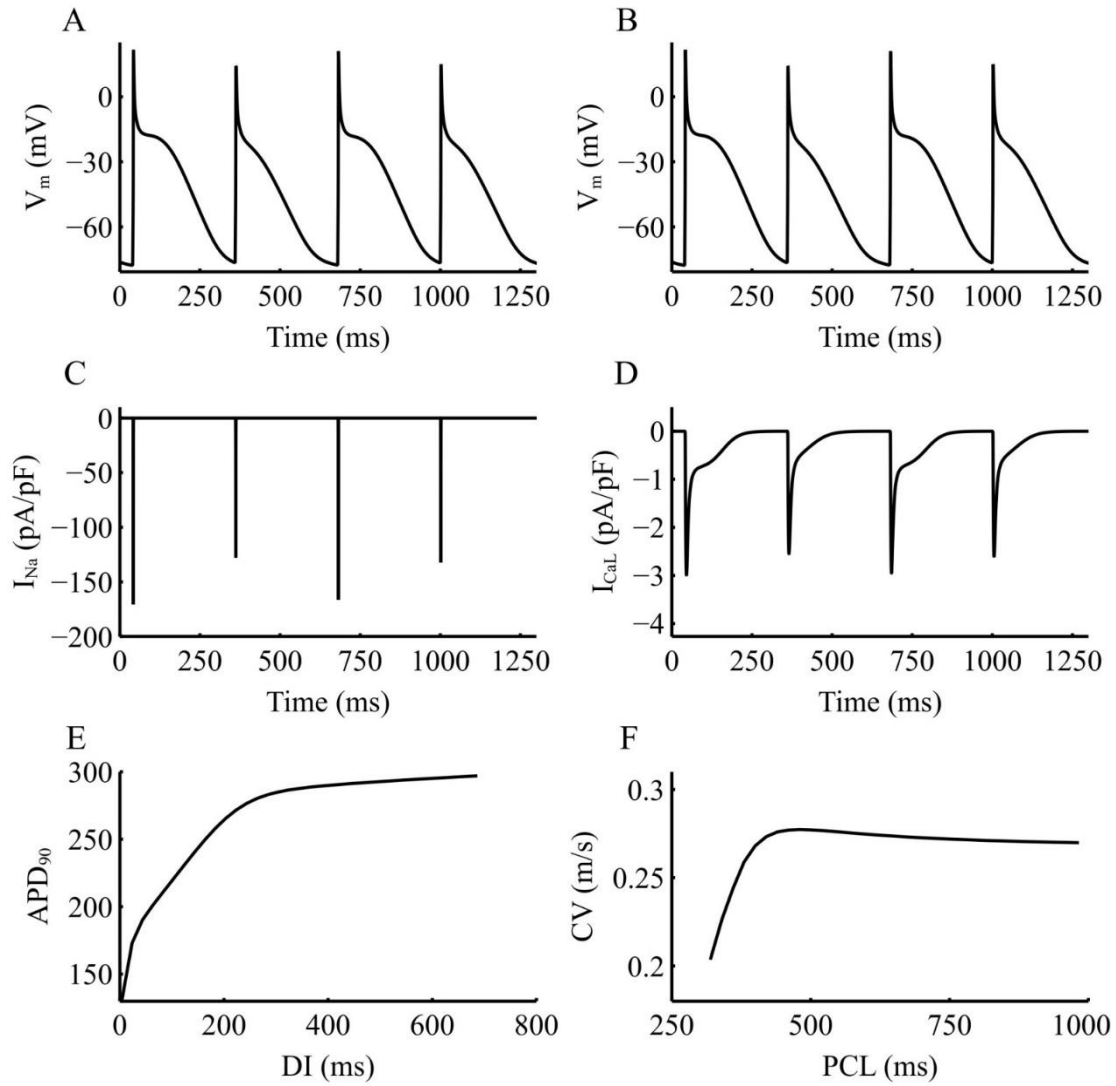 A
B
V_m (mV)
0
−30
−60
0 250 500 750 1000 1250
Time (ms)
V_m (mV)
0
−30
−60
0 250 500 750 1000 1250
Time (ms)
C
D
I_Na (pA/pF)
0
−50
−100
−150
−200
0 250 500 750 1000 1250
Time (ms)
I_CaL (pA/pF)
0
−1
−2
−3
−4
0 250 500 750 1000 1250
Time (ms)
E
F
APD_90
300
250
200
150
0 200 400 600 800
DI (ms)
CV (m/s)
0.3
0.25
0.2
250 500 750 1000
PCL (ms)